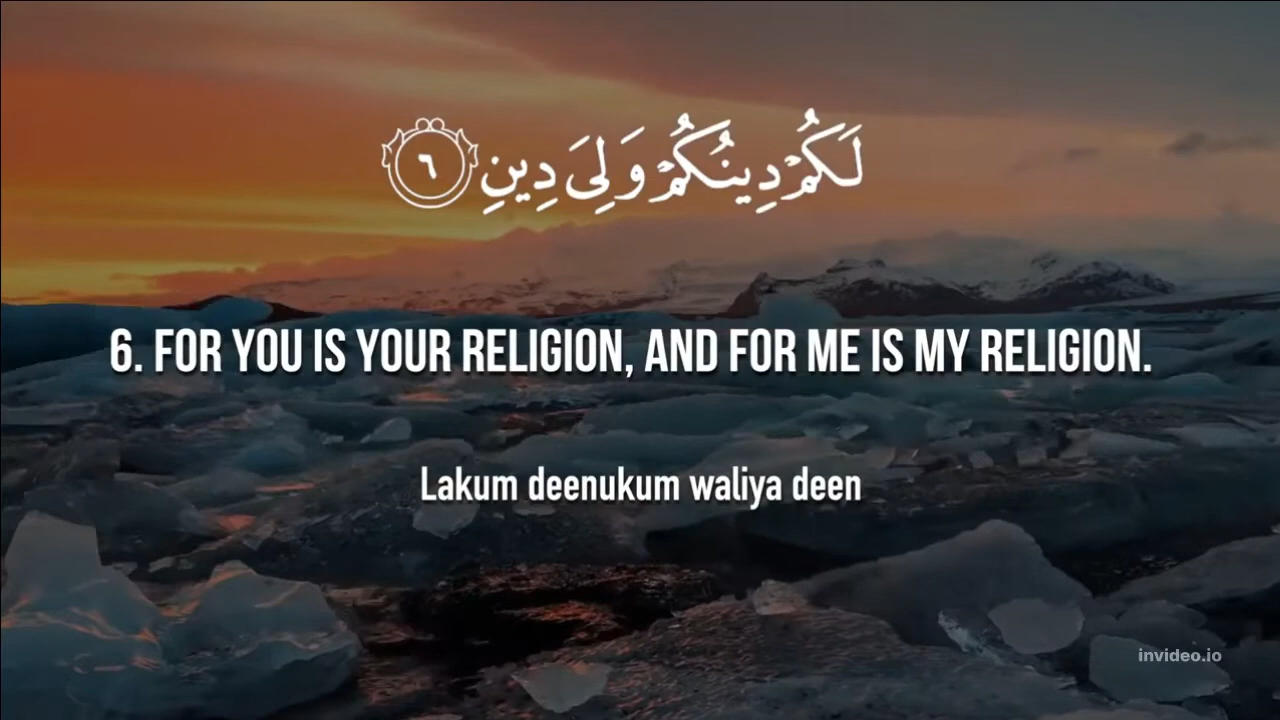 لَكُمْ دِينُكُمْ وَلِىَ دِينِ ٦
6. FOR YOU IS YOUR RELIGION, AND FOR ME IS MY RELIGION.
Lakum deenukum waliya deen
invideo.io